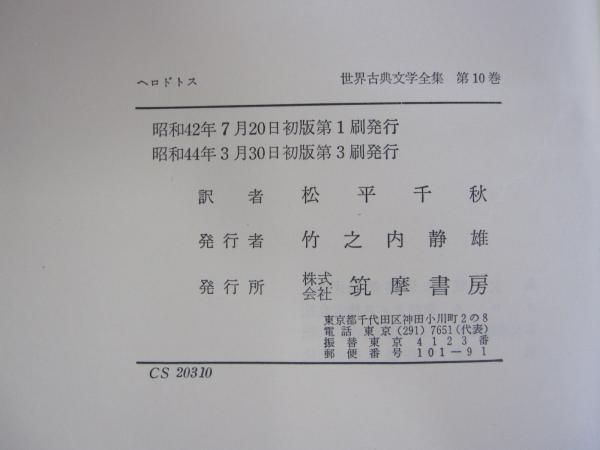 ヘロドトス 世界古典文学全集 第10巻
昭和42年7月20日初版第1刷発行
昭和44年3月30日初版第3刷発行
訳者 松平千秋
発行者 竹之内静雄
発行所 株式会社 筑摩書房
東京都千代田区神田小川町2の8
電話 東京(291)7651(代表)
振替東京4123番
郵便番号 101-91
CS 20310